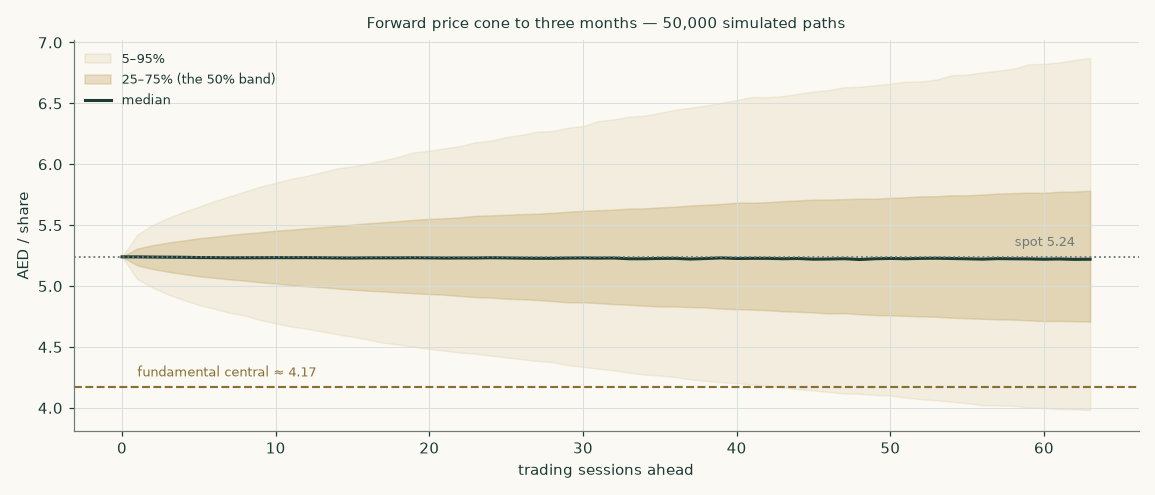 Forward price cone to three months — 50,000 simulated paths
5–95%
25–75% (the 50% band)
median
7.0
6.5
6.0
5.5
5.0
4.5
4.0
AED / share
spot 5.24
fundamental central ≈ 4.17
0
10
20
30
40
50
60
trading sessions ahead